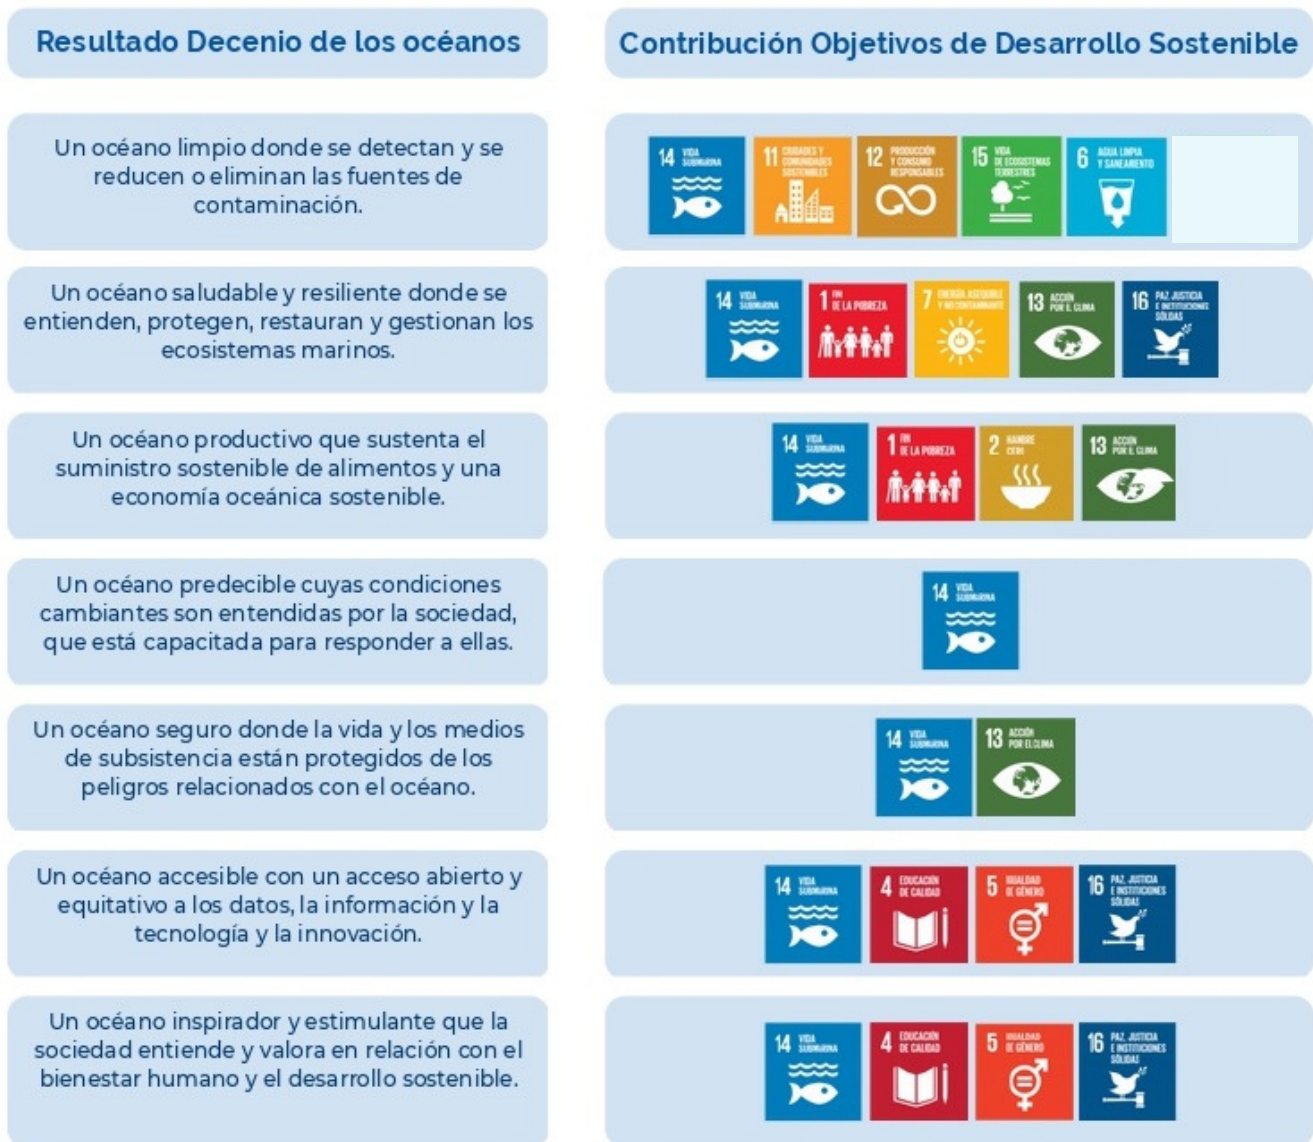 Resultado Decenio de los océanos
Contribución Objetivos de Desarrollo Sostenible
Un océano limpio donde se detectan y se
reducen o eliminan las fuentes de
contaminación.
14 VIDA
SUBMARINA
11 CIUDADES Y
COMUNIDADES
SOSTENIBLES
12 PRODUCCIÓN
Y CONSUMO
RESPONSABLES
15 VIDA
DE ECOSISTEMAS
TERRESTRES
6 AGUA LIMPIA
Y SANEAMIENTO
Un océano saludable y resiliente donde se
entienden, protegen, restauran y gestionan los
ecosistemas marinos.
14 VIDA
SUBMARINA
1 FIN
DE LA POBREZA
7 ENERGÍA ASEQUIBLE
Y NO CONTAMINANTE
13 ACCIÓN
POR EL CLIMA
16 PAZ, JUSTICIA
E INSTITUCIONES
SÓLIDAS
Un océano productivo que sustenta el
suministro sostenible de alimentos y una
economía oceánica sostenible.
14 VIDA
SUBMARINA
1 FIN
DE LA POBREZA
2 HAMBRE
CERO
13 ACCIÓN
POR EL CLIMA
Un océano predecible cuyas condiciones
cambiantes son entendidas por la sociedad,
que está capacitada para responder a ellas.
14 VIDA
SUBMARINA
Un océano seguro donde la vida y los medios
de subsistencia están protegidos de los
peligros relacionados con el océano.
14 VIDA
SUBMARINA
13 ACCIÓN
POR EL CLIMA
Un océano accesible con un acceso abierto y
equitativo a los datos, la información y la
tecnología y la innovación.
14 VIDA
SUBMARINA
4 EDUCACIÓN
DE CALIDAD
5 IGUALDAD
DE GÉNERO
16 PAZ, JUSTICIA
E INSTITUCIONES
SÓLIDAS
Un océano inspirador y estimulante que la
sociedad entiende y valora en relación con el
bienestar humano y el desarrollo sostenible.
14 VIDA
SUBMARINA
4 EDUCACIÓN
DE CALIDAD
5 IGUALDAD
DE GÉNERO
16 PAZ, JUSTICIA
E INSTITUCIONES
SÓLIDAS